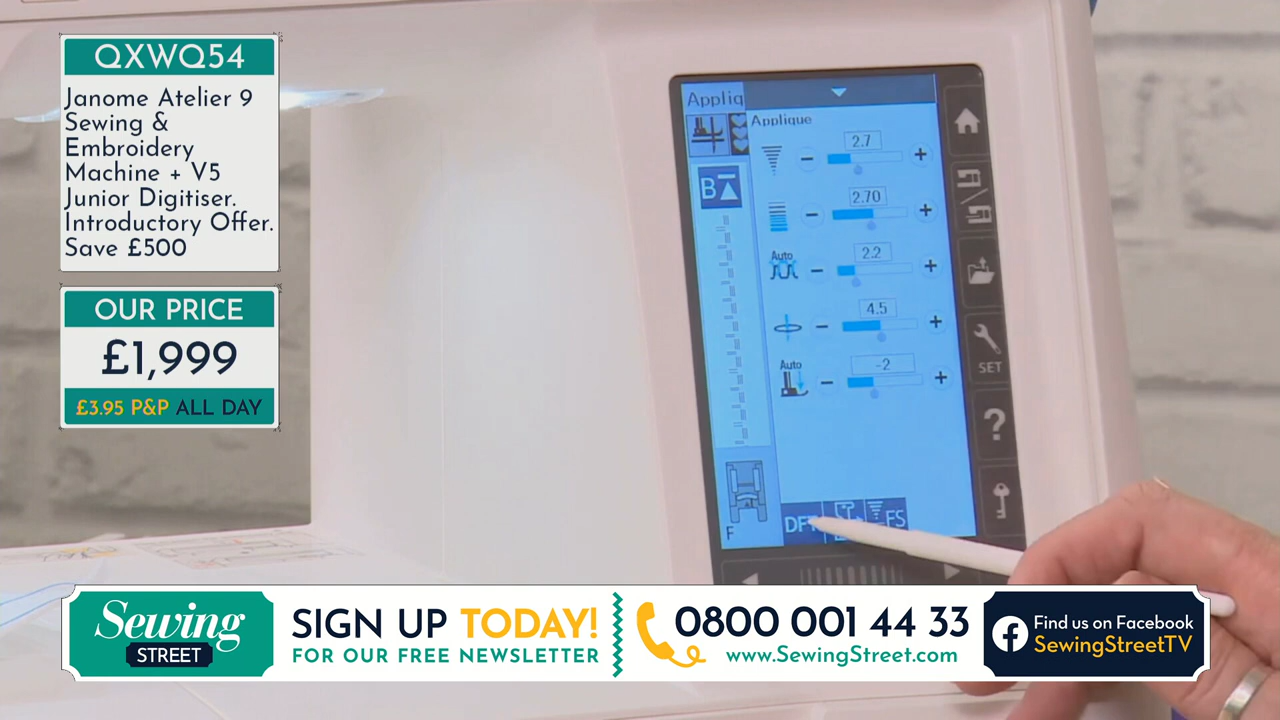 QXWQ54
Janome Atelier 9
Sewing &
Embroidery
Machine + V5
Junior Digitiser.
Introductory Offer.
Save £500
OUR PRICE
£1,999
£3.95 P&P ALL DAY
Appliq
Applique
2.7
B
2.70
Auto
2.2
4.5
SET
Auto
-2
?
F
DF
FS
Sewing
STREET
SIGN UP TODAY!
FOR OUR FREE NEWSLETTER
0800 001 44 33
www.SewingStreet.com
Find us on Facebook
SewingStreetTV